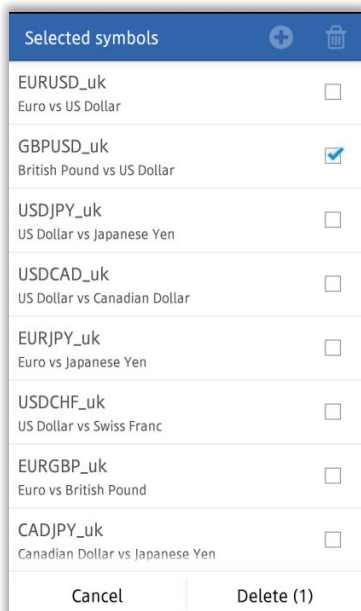 Selected symbols
EURUSD_uk
Euro vs US Dollar
GBPUSD_uk
British Pound vs US Dollar
USDJPY_uk
US Dollar vs Japanese Yen
USDCAD_uk
US Dollar vs Canadian Dollar
EURJPY_uk
Euro vs Japanese Yen
USDCHF_uk
US Dollar vs Swiss Franc
EURGBP_uk
Euro vs British Pound
CADJPY_uk
Canadian Dollar vs Japanese Yen
Cancel Delete (1)